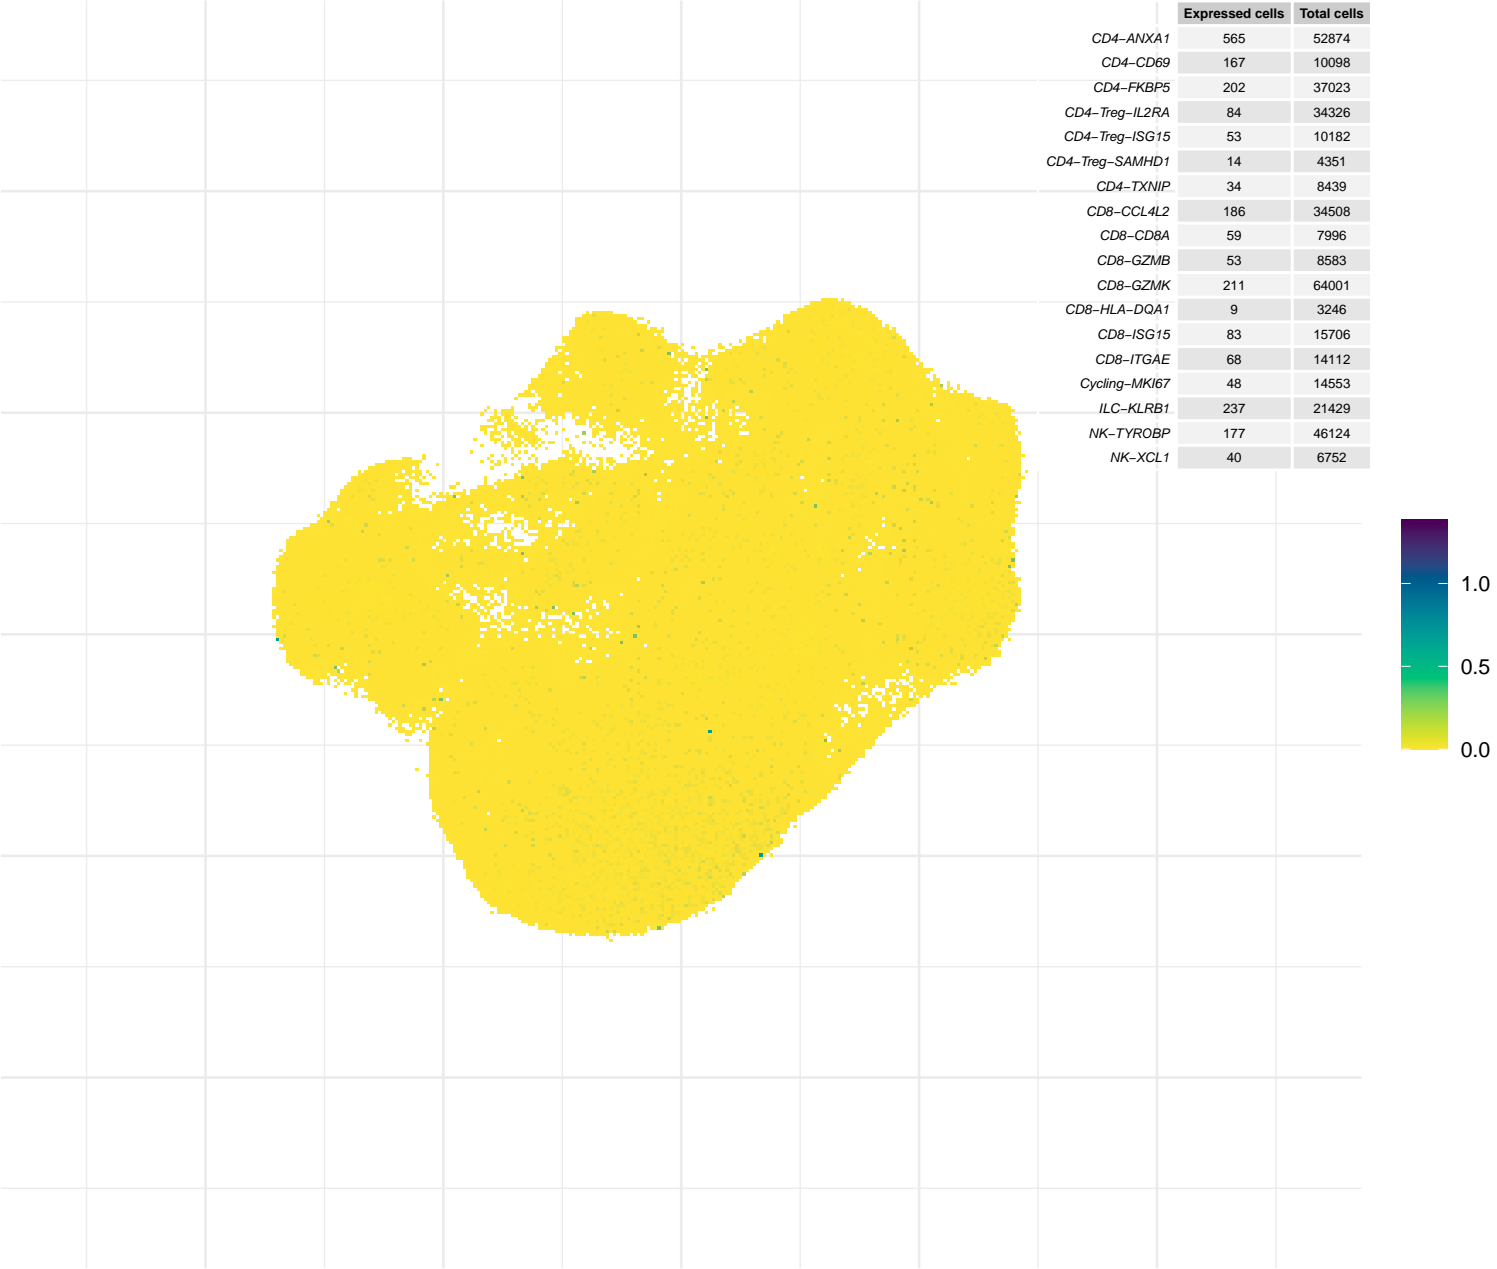 Expressed cells Total cells
CD4−ANXA1 565 52874
CD4−CD69 167 10098
CD4−FKBP5 202 37023
CD4−Treg−IL2RA 84 34326
CD4−Treg−ISG15 53 10182
CD4−Treg−SAMHD1 14 4351
CD4−TXNIP 34 8439
CD8−CCL4L2 186 34508
CD8−CD8A 59 7996
CD8−GZMB 53 8583
CD8−GZMK 211 64001
CD8−HLA−DQA1 9 3246
CD8−ISG15 83 15706
CD8−ITGAE 68 14112
Cycling−MKI67 48 14553
ILC−KLRB1 237 21429
NK−TYROBP 177 46124
NK−XCL1 40 6752
1.0
0.5
0.0